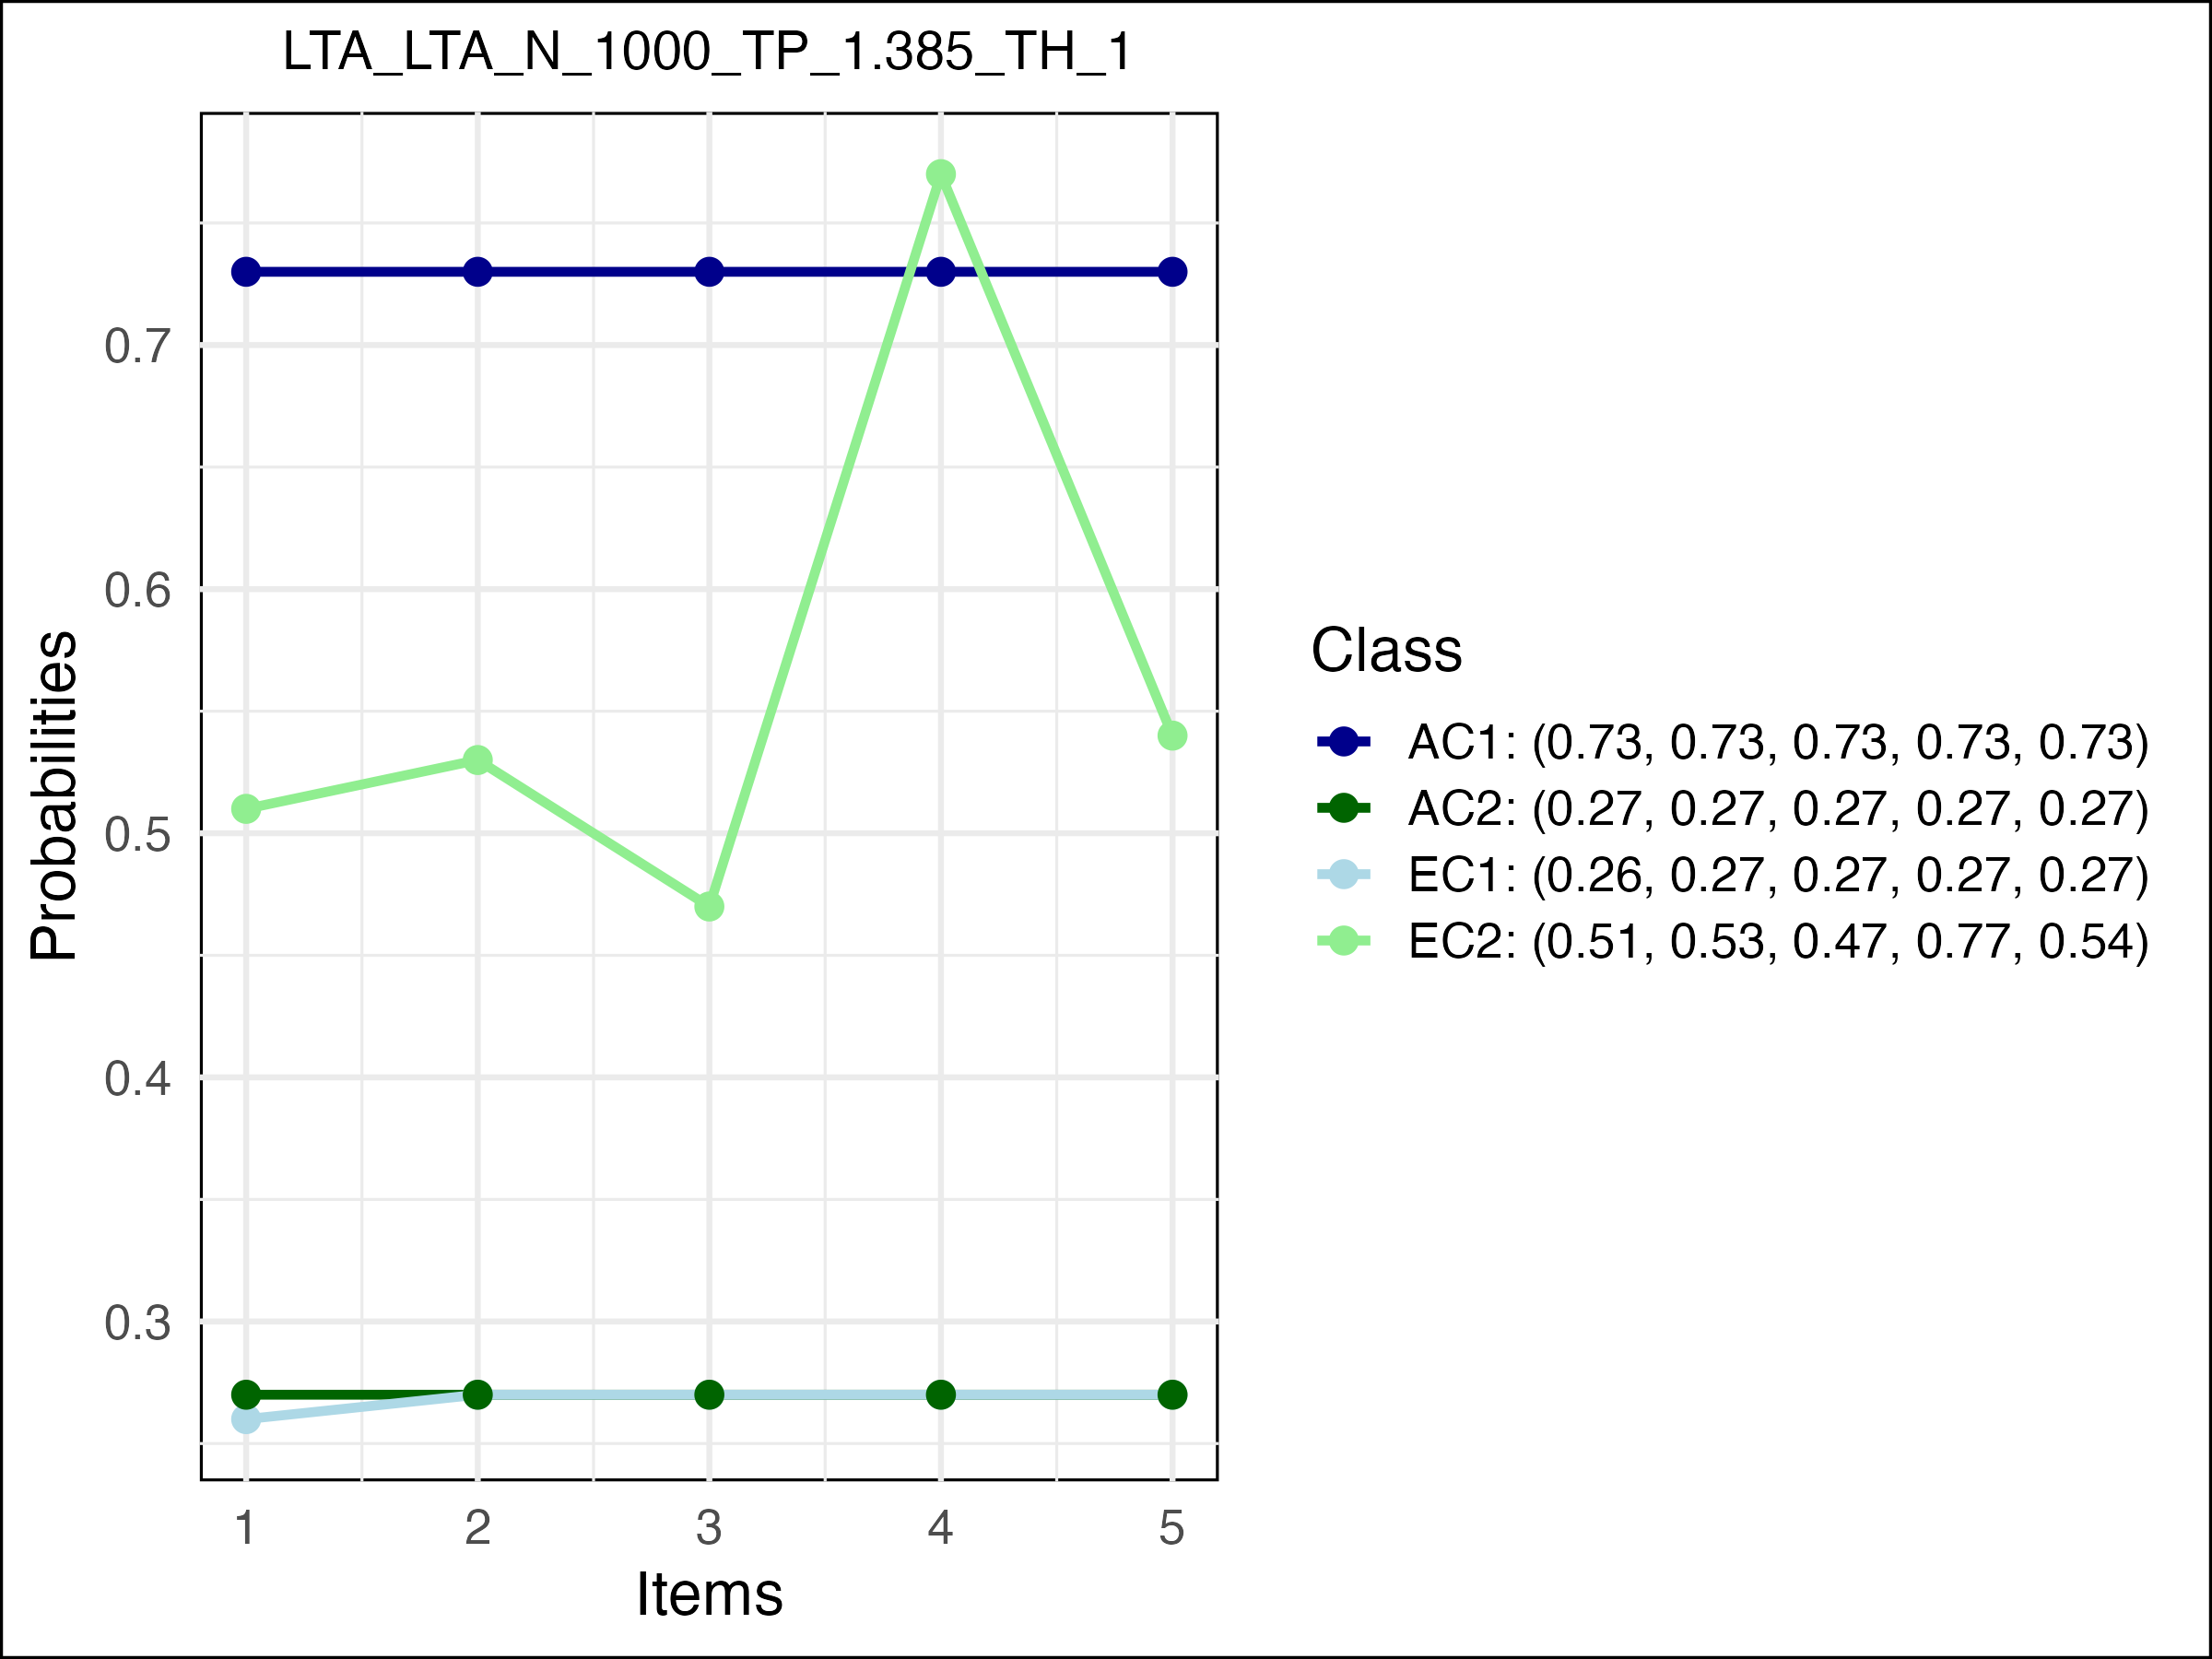 LTA_LTA_N_1000_TP_1.385_TH_1
Probabilities
0.7
0.6
0.5
0.4
0.3
1 2 3 4 5
Items
Class
AC1: (0.73, 0.73, 0.73, 0.73, 0.73)
AC2: (0.27, 0.27, 0.27, 0.27, 0.27)
EC1: (0.26, 0.27, 0.27, 0.27, 0.27)
EC2: (0.51, 0.53, 0.47, 0.77, 0.54)